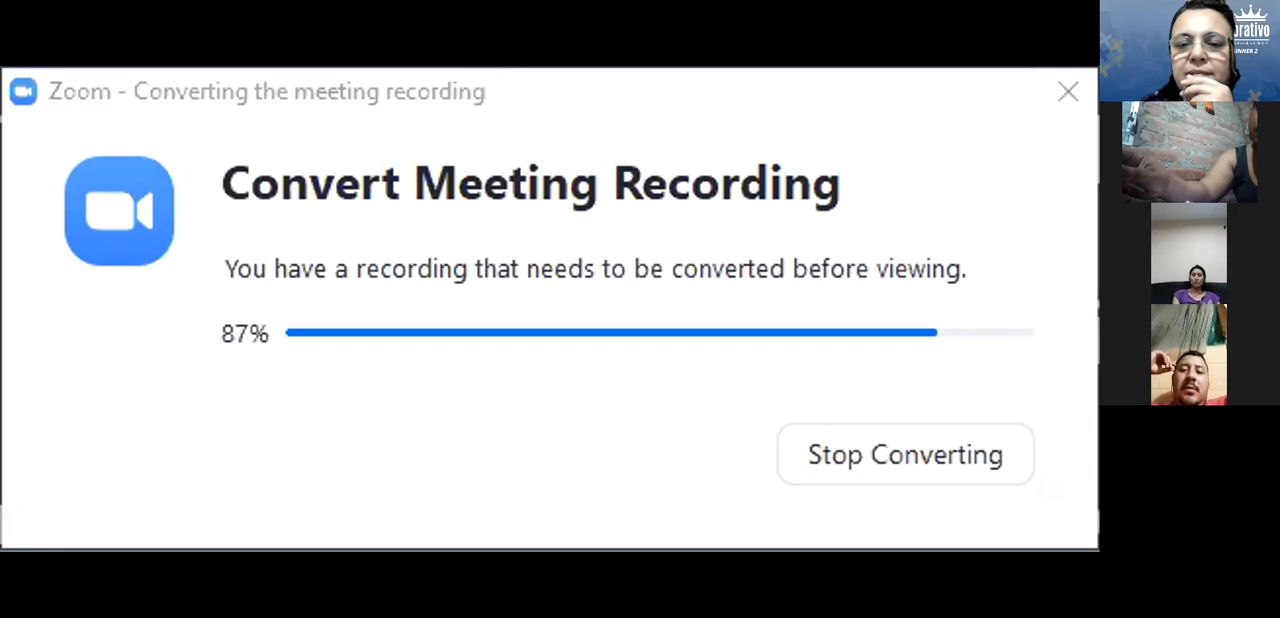 Zoom - Converting the meeting recording
Convert Meeting Recording
You have a recording that needs to be converted before viewing.
87%
Stop Converting
orativo